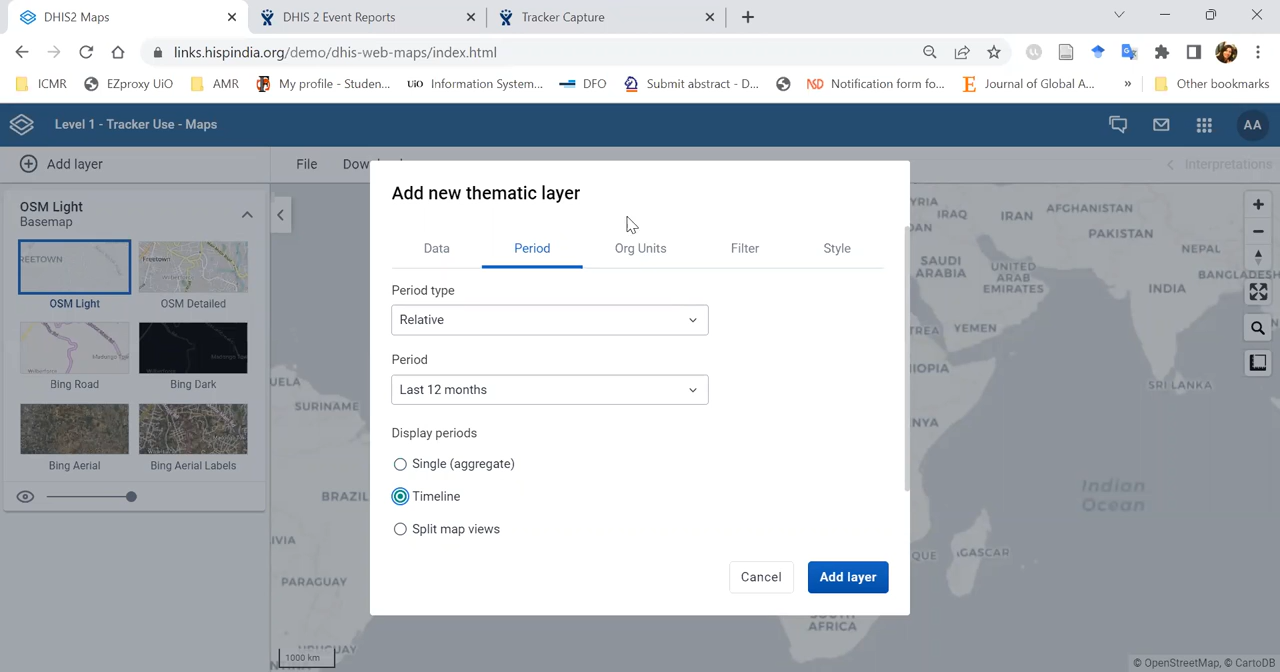 DHIS2 Maps
DHIS 2 Event Reports
Tracker Capture
links.hispindia.org/demo/dhis-web-maps/index.html
ICMR
EZproxy UiO
AMR
My profile - Studen...
UiO Information System...
DFO
Submit abstract - D...
NSD Notification form fo...
E Journal of Global A...
»
Other bookmarks
Level 1 - Tracker Use - Maps
AA
Add layer
File
Interpretations
OSM Light
Basemap
REETOWN
Freetown
OSM Light
OSM Detailed
Bing Road
Bing Dark
Bing Aerial
Bing Aerial Labels
Add new thematic layer
Data
Period
Org Units
Filter
Style
Period type
Relative
Period
Last 12 months
Display periods
Single (aggregate)
Timeline
Split map views
Cancel
Add layer
SYRIA
IRAQ
IRAN
AFGHANISTAN
PAKISTAN
NEPAL
SAUDI
ARABIA
UNITED
ARAB
EMIRATES
BANGLADESH
INDIA
YEMEN
SRI LANKA
SURINAME
BRAZIL
PARAGUAY
Indian
Ocean
AFRICA
1000 km
© OpenStreetMap, © CartoDB